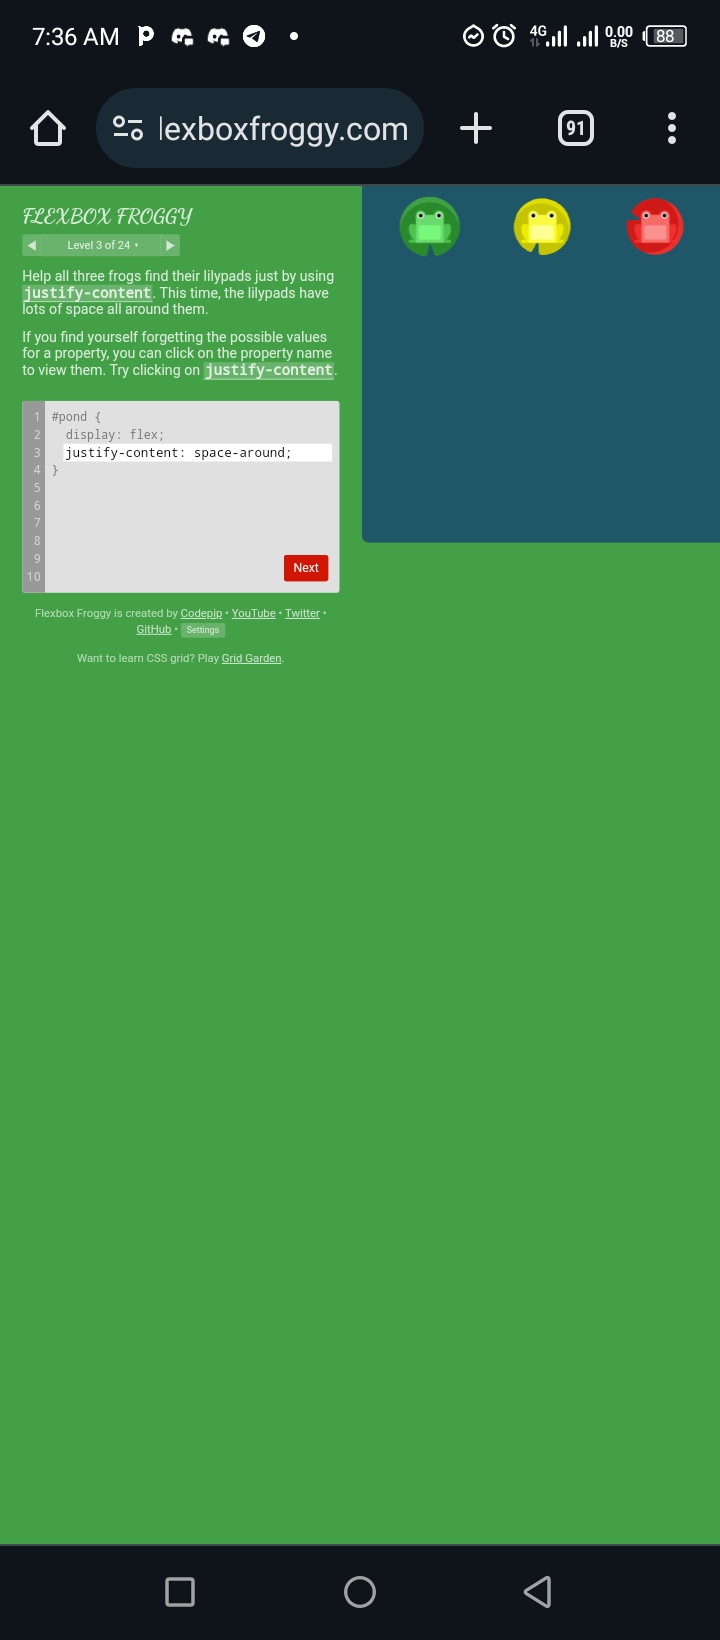 7:36 AM
4G
0.00
B/S
88
lexboxfroggy.com
91
FLEXBOX FROGGY
Level 3 of 24
Help all three frogs find their lilypads just by using
justify-content. This time, the lilypads have
lots of space all around them.
If you find yourself forgetting the possible values
for a property, you can click on the property name
to view them. Try clicking on justify-content.
1 #pond {
2 display: flex;
3 justify-content: space-around;
4 }
5
6
7
8
9
10
Next
Flexbox Froggy is created by Codepip • YouTube • Twitter •
GitHub • Settings
Want to learn CSS grid? Play Grid Garden.